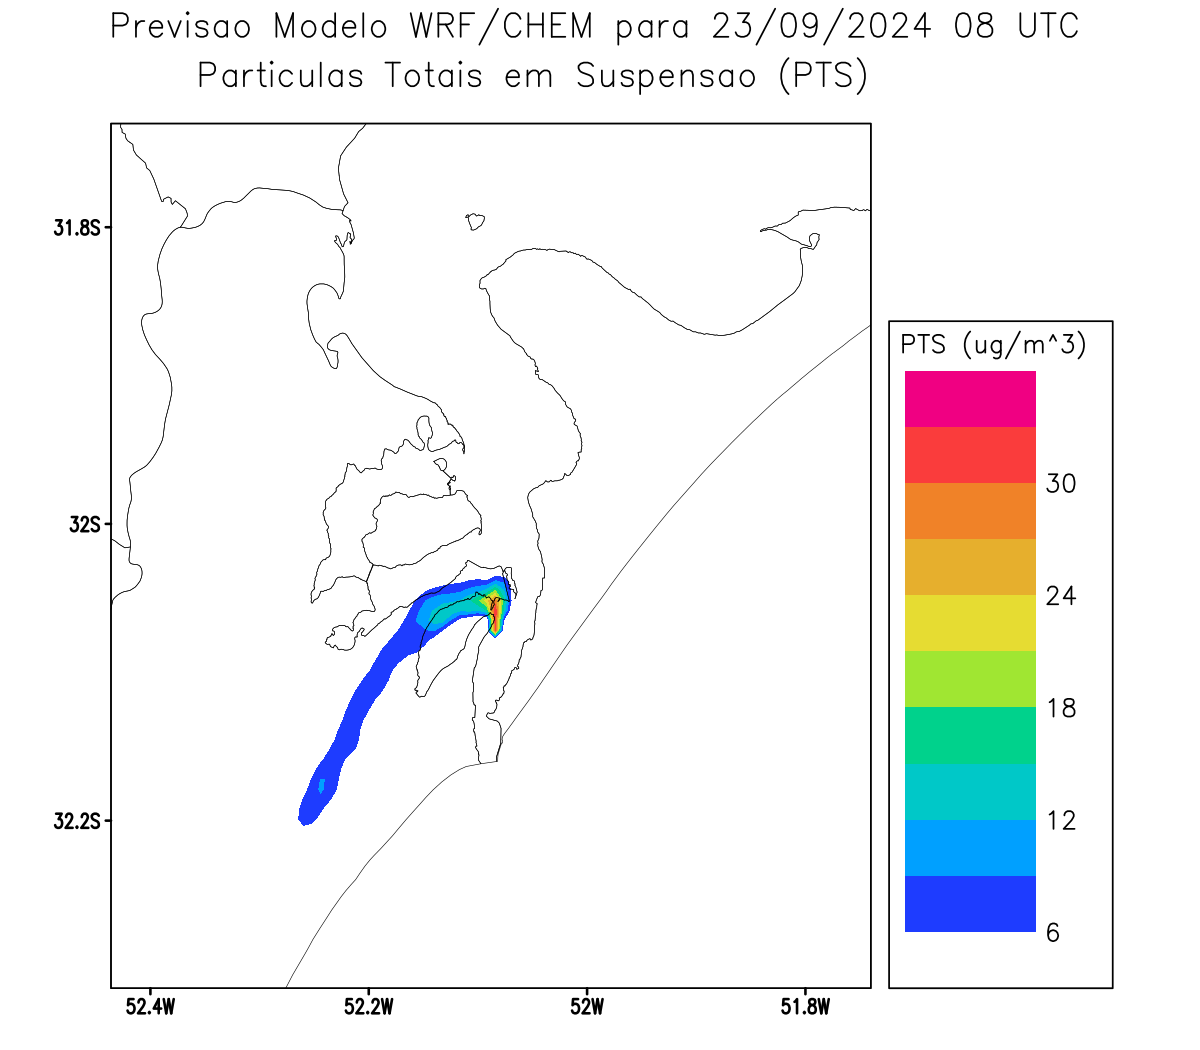 Previsao Modelo WRF/CHEM para 23/09/2024 08 UTC
Particulas Totais em Suspensao (PTS)
31.8S
32S
32.2S
52.4W
52.2W
52W
51.8W
PTS (ug/m^3)
30
24
18
12
6